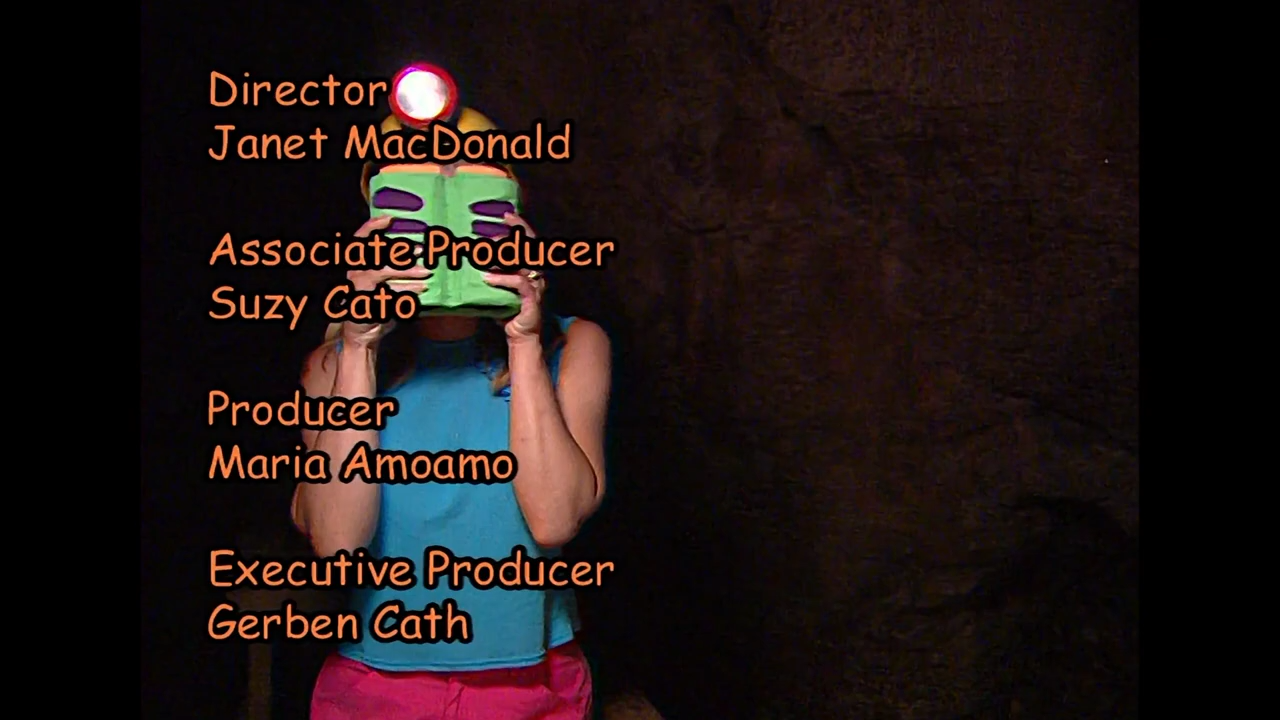 Director
Janet MacDonald
Associate Producer
Suzy Cato
Producer
Maria Amoamo
Executive Producer
Gerben Cath